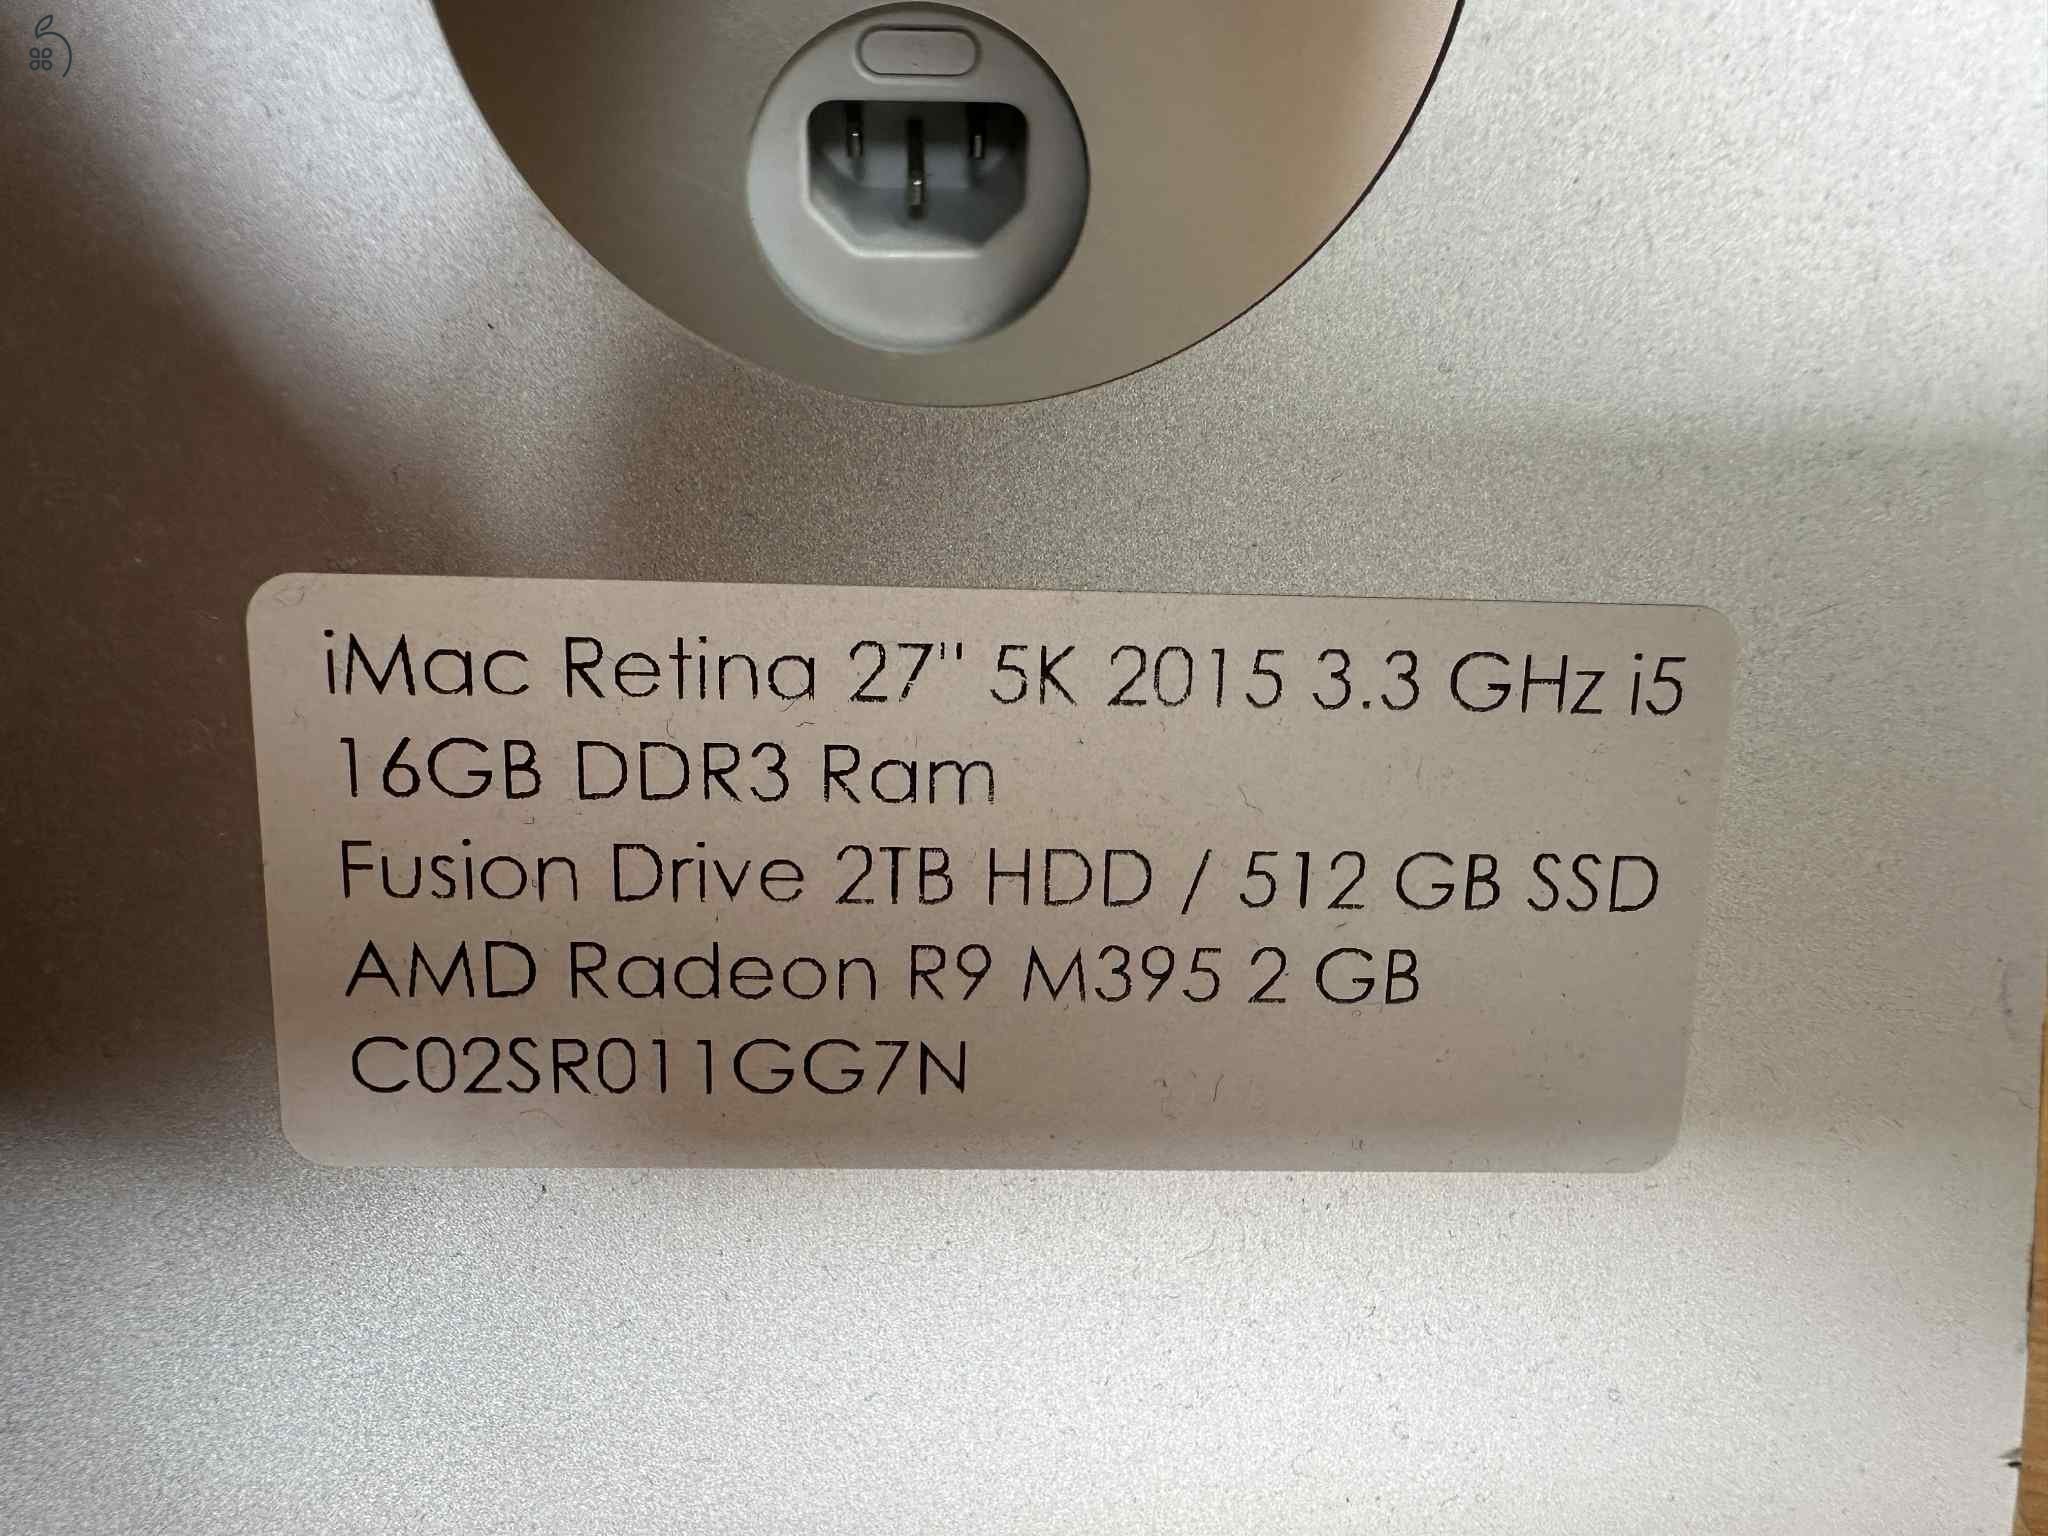 iMac Retina 27" 5K 2015 3.3 GHz i5
16GB DDR3 Ram
Fusion Drive 2TB HDD / 512 GB SSD
AMD Radeon R9 M395 2 GB
C02SR011GG7N